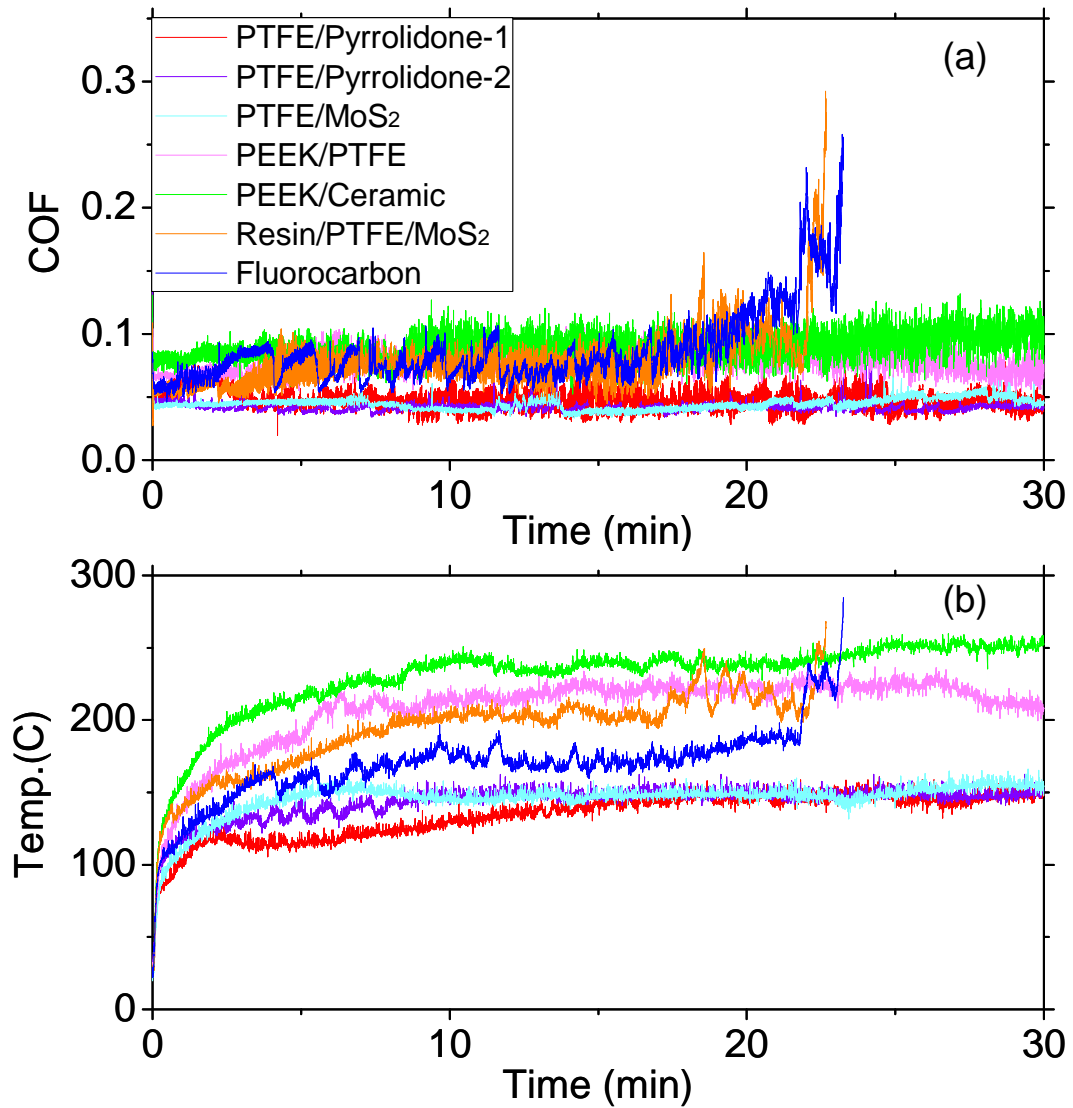 (a)
PTFE/Pyrrolidone-1
PTFE/Pyrrolidone-2
PTFE/MoS2
PEEK/PTFE
PEEK/Ceramic
Resin/PTFE/MoS2
Fluorocarbon
COF
0.3
0.2
0.1
0.0
0 10 20 30
Time (min)
(b)
Temp.(C)
300
200
100
0
0 10 20 30
Time (min)